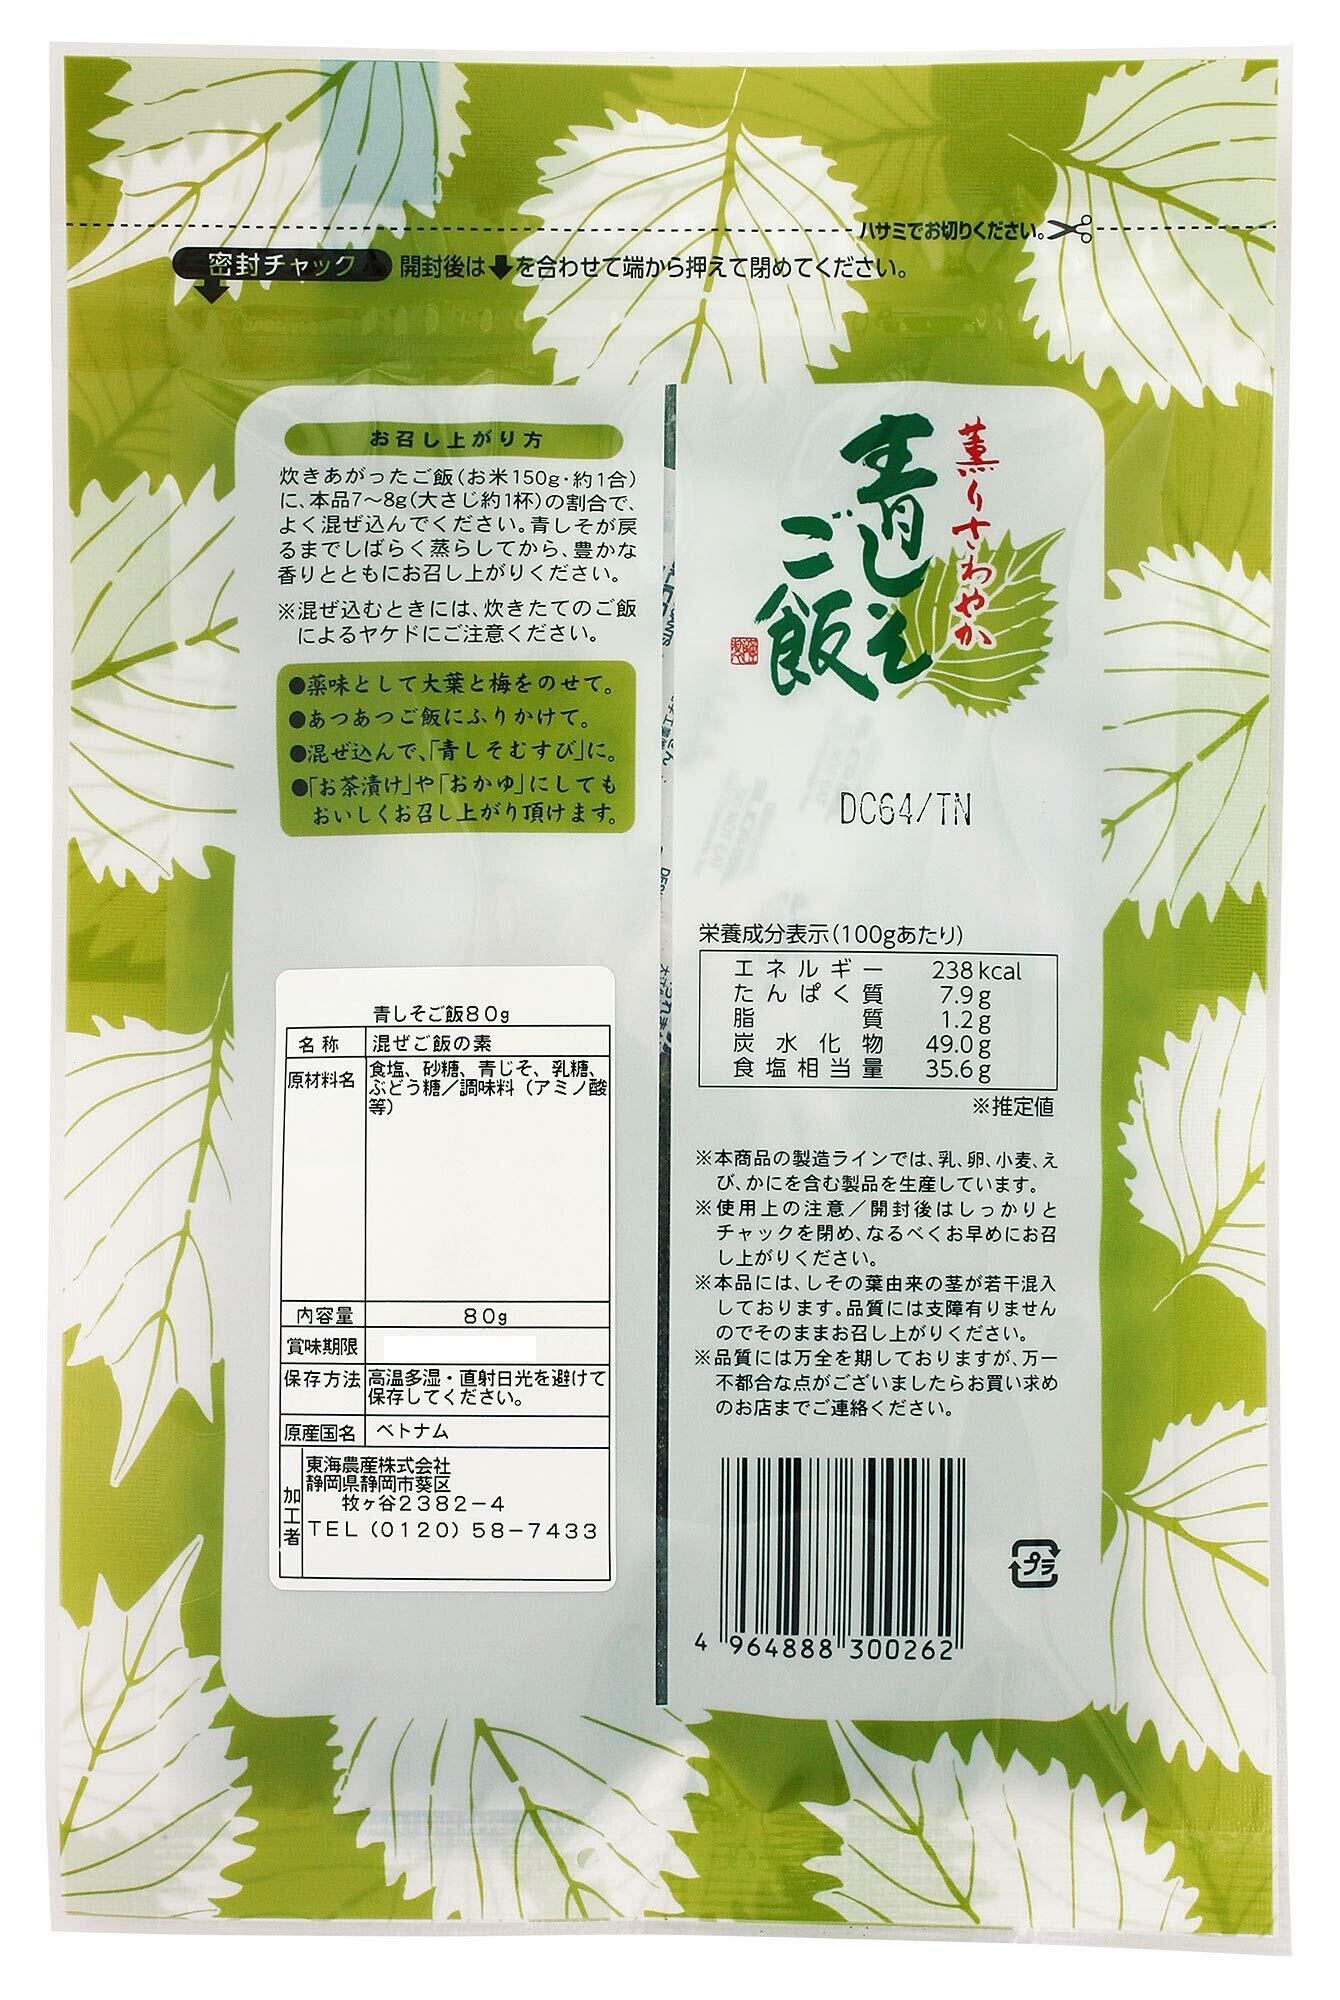 ハサミでお切りください。
密封チャック 開封後は⬇を合わせて端から押えて閉めてください。
お召し上がり方
炊きあがったご飯(お米150g・約1合)
に、本品7〜8g(大さじ約1杯)の割合で、
よく混ぜ込んでください。青しそが戻
るまでしばらく蒸らしてから、豊かな
香りとともにお召し上がりください。
※混ぜ込むときには、炊きたてのご飯
によるヤケドにご注意ください。
●薬味として大葉と梅をのせて。
●あつあつご飯にふりかけて。
●混ぜ込んで、「青しそむすび」に。
●「お茶漬け」や「おかゆ」にしても
おいしくお召し上がり頂けます。
青しそご飯80g
名称 混ぜご飯の素
原材料名 食塩、砂糖、青じそ、乳糖、
ぶどう糖/調味料(アミノ酸
等)
内容量 80g
賞味期限
保存方法 高温多湿・直射日光を避けて
保存してください。
原産国名 ベトナム
加工者
東海農産株式会社
静岡県静岡市葵区
牧ヶ谷2382-4
TEL(0120)58-7433
薫りさわやか
青しそ
ご飯
DC64/TN
栄養成分表示(100gあたり)
エネルギー 238kcal
たんぱく質 7.9g
脂質 1.2g
炭水化物 49.0g
食塩相当量 35.6g
※推定値
※本商品の製造ラインでは、乳、卵、小麦、え
び、かにを含む製品を生産しています。
※使用上の注意/開封後はしっかりと
チャックを閉め、なるべくお早めにお召
し上がりください。
※本品には、しその葉由来の茎が若干混入
しております。品質には支障有りません
のでそのままお召し上がりください。
※品質には万全を期しておりますが、万一
不都合な点がございましたらお買い求め
のお店までご連絡ください。
4 964888 300262
プラ